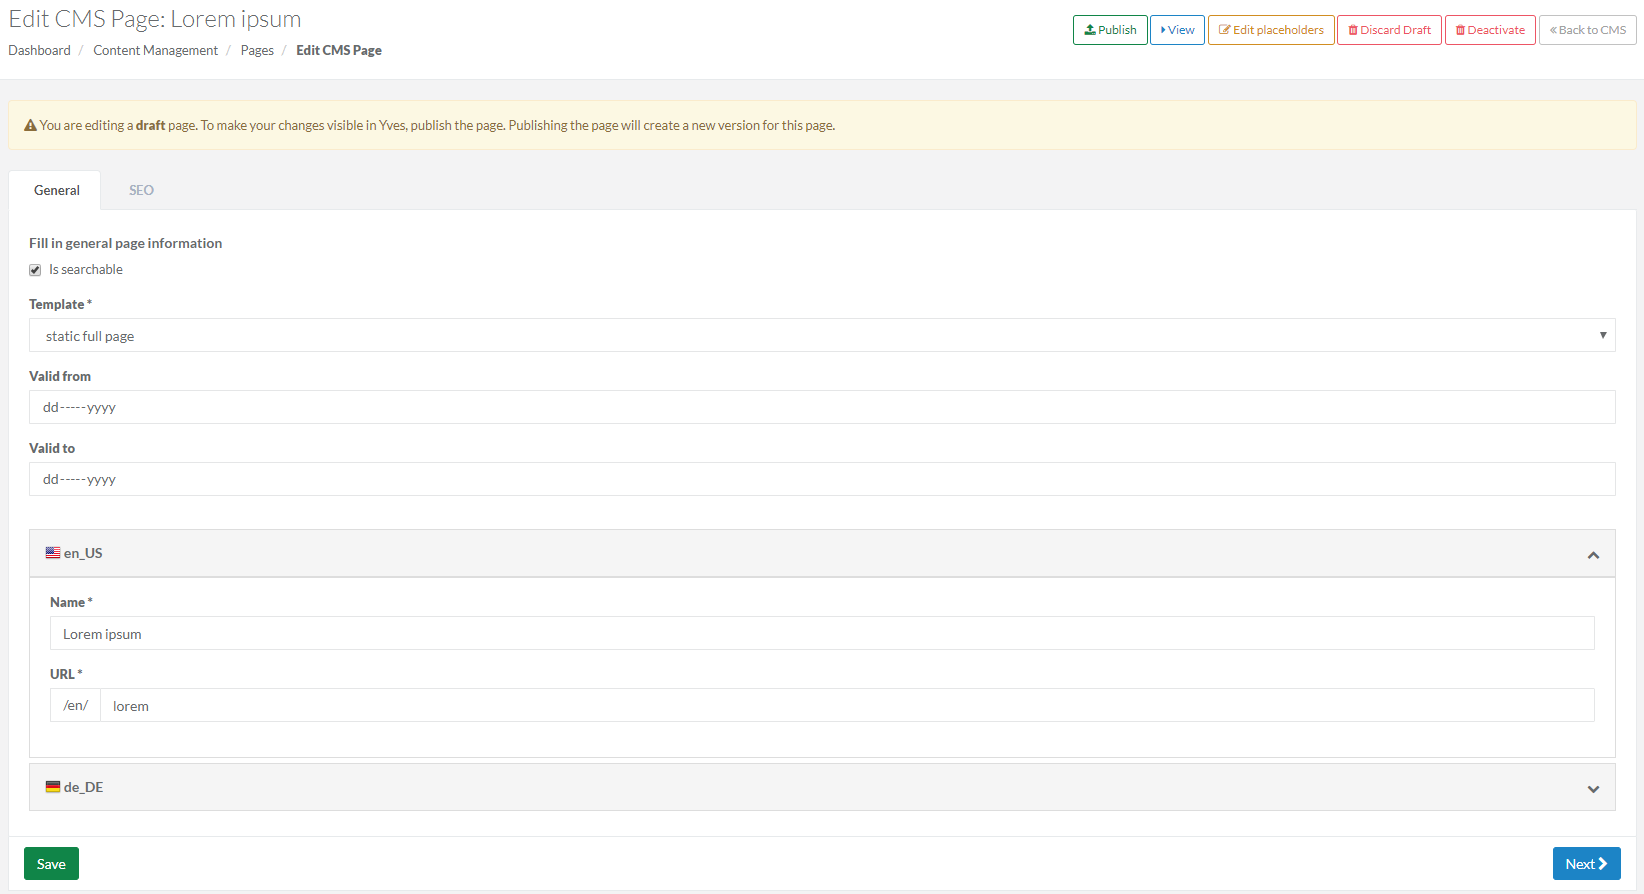 Edit CMS Page: Lorem ipsum
Dashboard / Content Management / Pages / Edit CMS Page
Publish View Edit placeholders Discard Draft Deactivate «Back to CMS
You are editing a draft page. To make your changes visible in Yves, publish the page. Publishing the page will create a new version for this page.
General SEO
Fill in general page information
Is searchable
Template *
static full page
Valid from
dd-----yyyy
Valid to
dd-----yyyy
en_US
Name *
Lorem ipsum
URL *
/en/ lorem
de_DE
Save Next